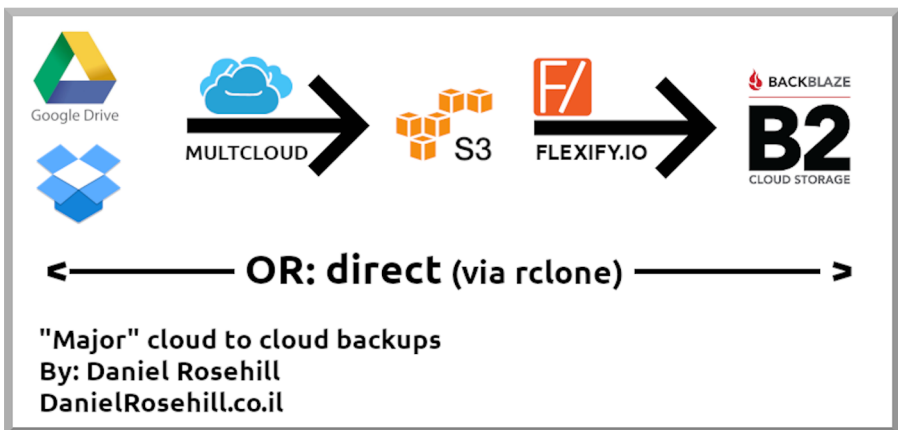 Google Drive
MULTCLOUD
S3
F/
FLEXIFY.IO
BACKBLAZE
B2
CLOUD STORAGE
< OR: direct (via rclone) >
"Major" cloud to cloud backups
By: Daniel Rosehill
DanielRosehill.co.il